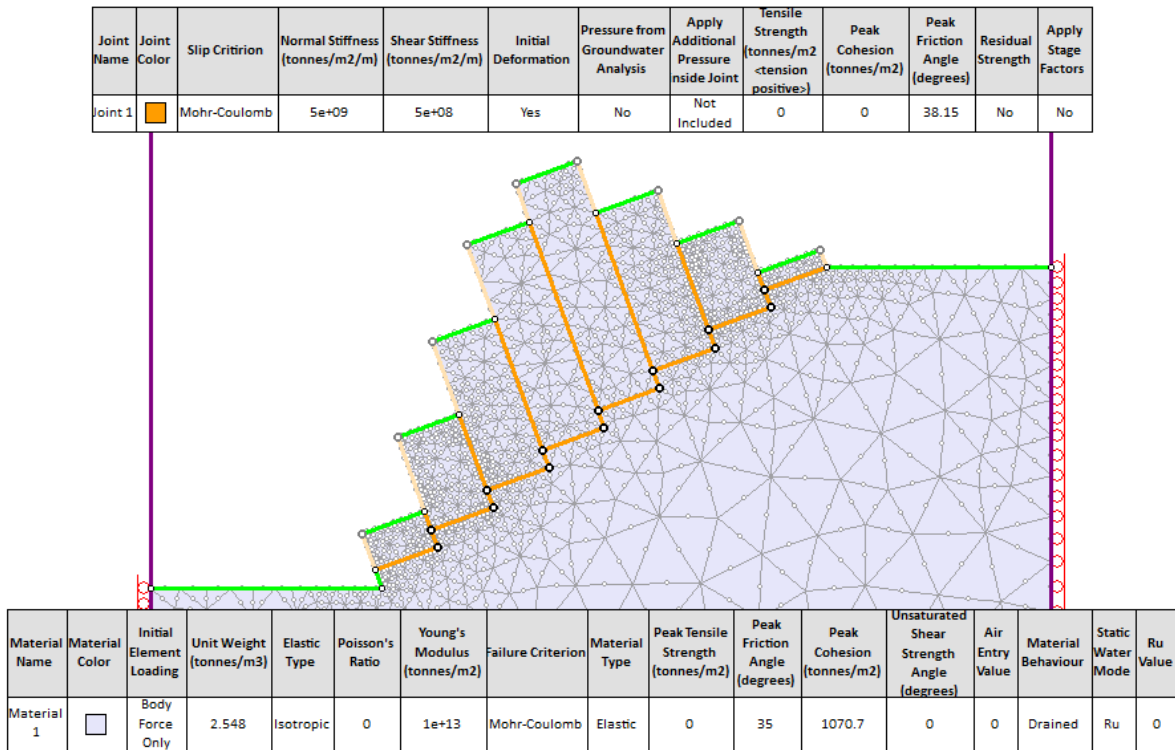 Joint Name Joint Color Slip Critirion Normal Stiffness (tonnes/m2/m) Shear Stiffness (tonnes/m2/m) Initial Deformation Pressure from Groundwater Analysis Apply Additional Pressure inside Joint Tensile Strength (tonnes/m2 <tension positive>) Peak Cohesion (tonnes/m2) Peak Friction Angle (degrees) Residual Strength Apply Stage Factors
Joint 1 Mohr-Coulomb 5e+09 5e+08 Yes No Not Included 0 0 38.15 No No
Material Name Material Color Initial Element Loading Unit Weight (tonnes/m3) Elastic Type Poisson's Ratio Young's Modulus (tonnes/m2) Failure Criterion Material Type Peak Tensile Strength (tonnes/m2) Peak Friction Angle (degrees) Peak Cohesion (tonnes/m2) Unsaturated Shear Strength Angle (degrees) Air Entry Value Material Behaviour Static Water Mode Ru Value
Material 1 Body Force Only 2.548 Isotropic 0 1e+13 Mohr-Coulomb Elastic 0 35 1070.7 0 0 Drained Ru 0